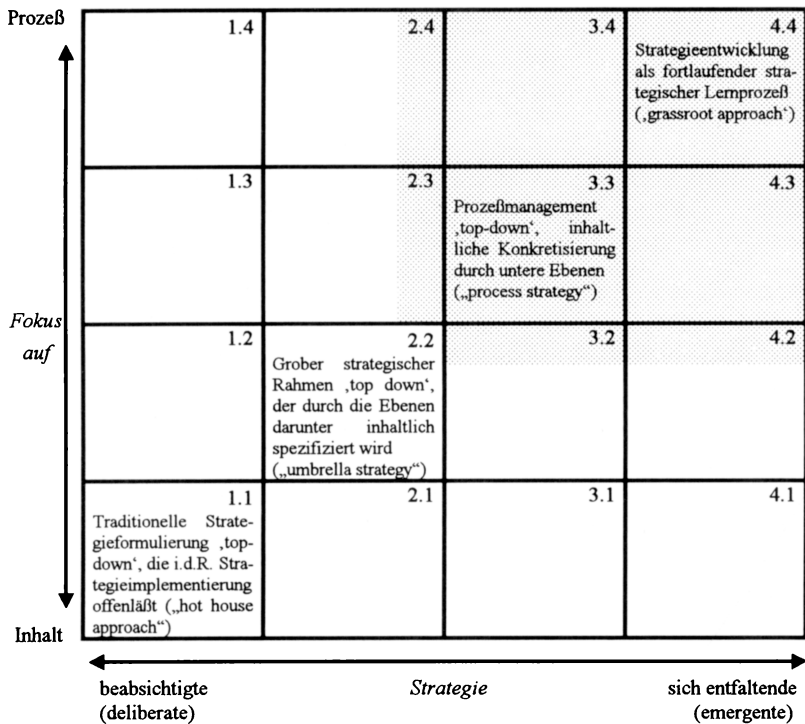 Prozeß
1.4
2.4
3.4
4.4
Strategieentwicklung
als fortlaufender stra-
tegischer Lernprozeß
(‚grassroot approach‘)
1.3
2.3
3.3
Prozeßmanagement
‚top-down‘, inhalt-
liche Konkretisierung
durch untere Ebenen
(„process strategy“)
4.3
Fokus
auf
1.2
2.2
Grober strategischer
Rahmen ‚top down‘,
der durch die Ebenen
darunter inhaltlich
spezifiziert wird
(„umbrella strategy“)
3.2
4.2
1.1
Traditionelle Strate-
gieformulierung ‚top-
down‘, die i.d.R. Stra-
tegieimplementierung
offenläßt („hot house
approach“)
2.1
3.1
4.1
Inhalt
beabsichtigte
(deliberate)
Strategie
sich entfaltende
(emergente)